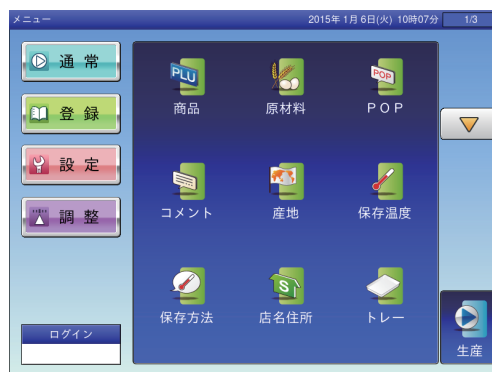 メニュー 2015年 1月 6日(火) 10時07分 1/3
通 常
登 録
設 定
調 整
PLU
商品
原材料
POP
ＰＯＰ
コメント
産地
保存温度
保存方法
S
店名住所
トレー
ログイン
生産